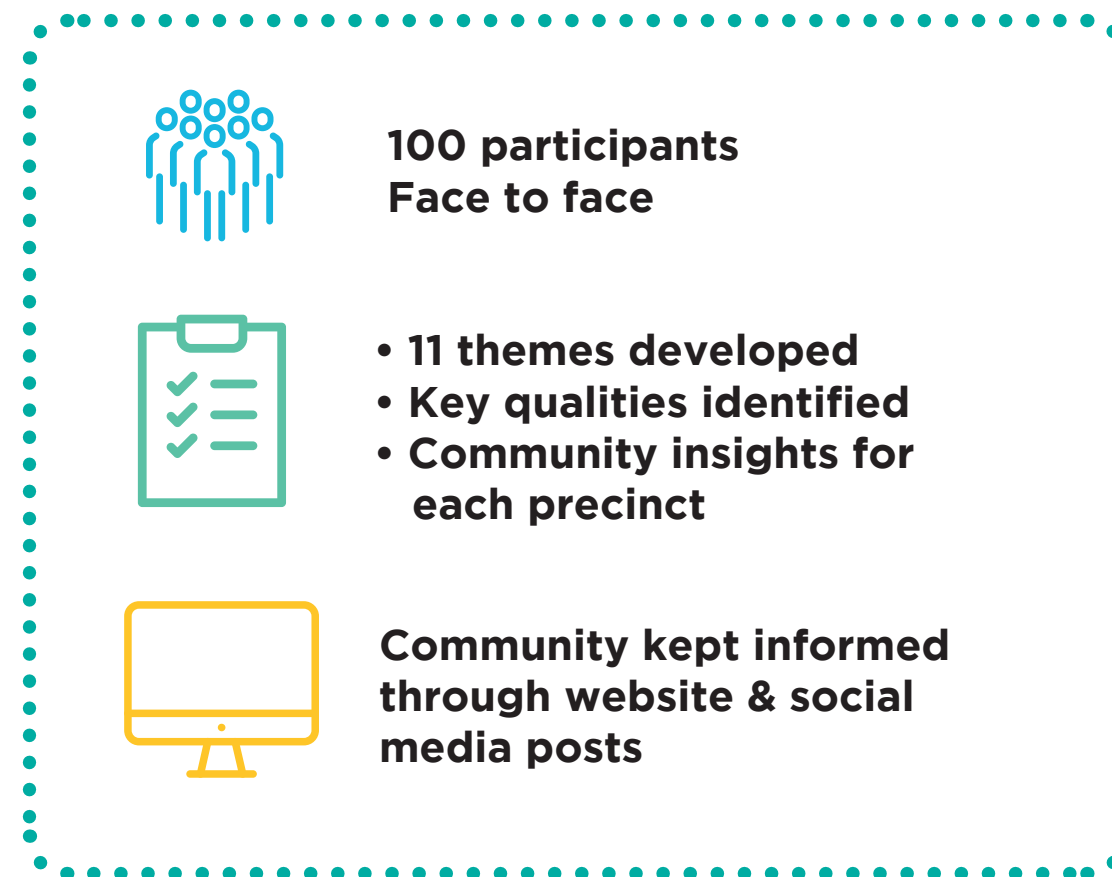 100 participants
Face to face
• 11 themes developed
• Key qualities identified
• Community insights for
each precinct
Community kept informed
through website & social
media posts